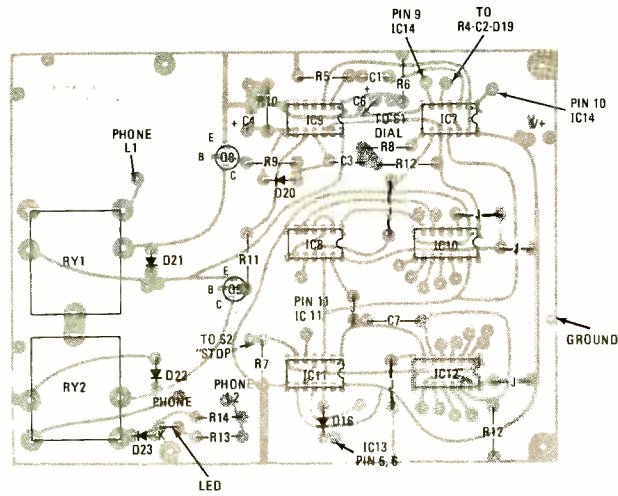 PIN 9
IC14
TO
R4-C2-D19
R5
C1
R6
PIN 10
IC14
R10
C6
C4
+
+
IC9
TO S1
DIAL
IC7
V+
PHONE
L1
E
B
C
R9
C3
R8
R12
D20
RY1
D21
R11
IC8
J
IC10
J
E
B
C
PIN 11
IC 11
J
C7
GROUND
TO S2
"STOP"
R7
RY2
D22
IC11
J
IC12
J
PHONE
PHONE
L2
R14
R13
D16
R12
D23
K
LED
IC13
PIN 5, 6